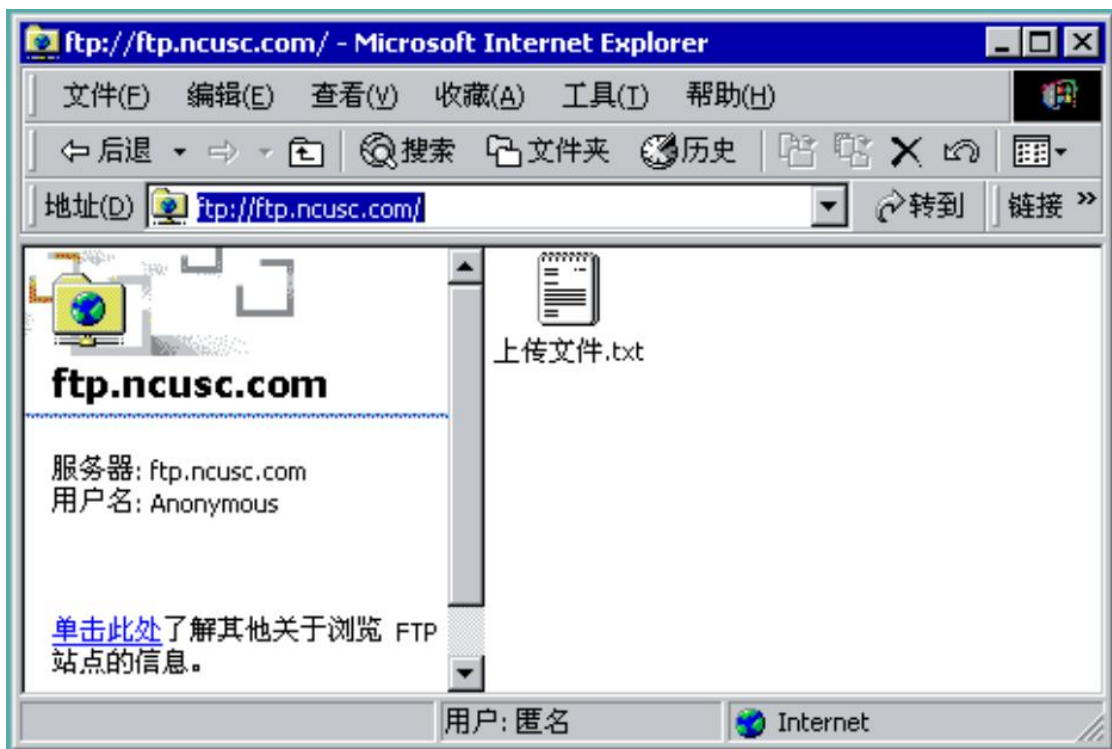 ftp://ftp.ncusc.com/ - Microsoft Internet Explorer
文件(F) 编辑(E) 查看(V) 收藏(A) 工具(T) 帮助(H)
后退 搜索 文件夹 历史
地址(D) ftp://ftp.ncusc.com/ 转到 链接 »
上传文件.txt
ftp.ncusc.com
服务器: ftp.ncusc.com
用户名: Anonymous
单击此处了解其他关于浏览 FTP
站点的信息。
用户: 匿名 Internet